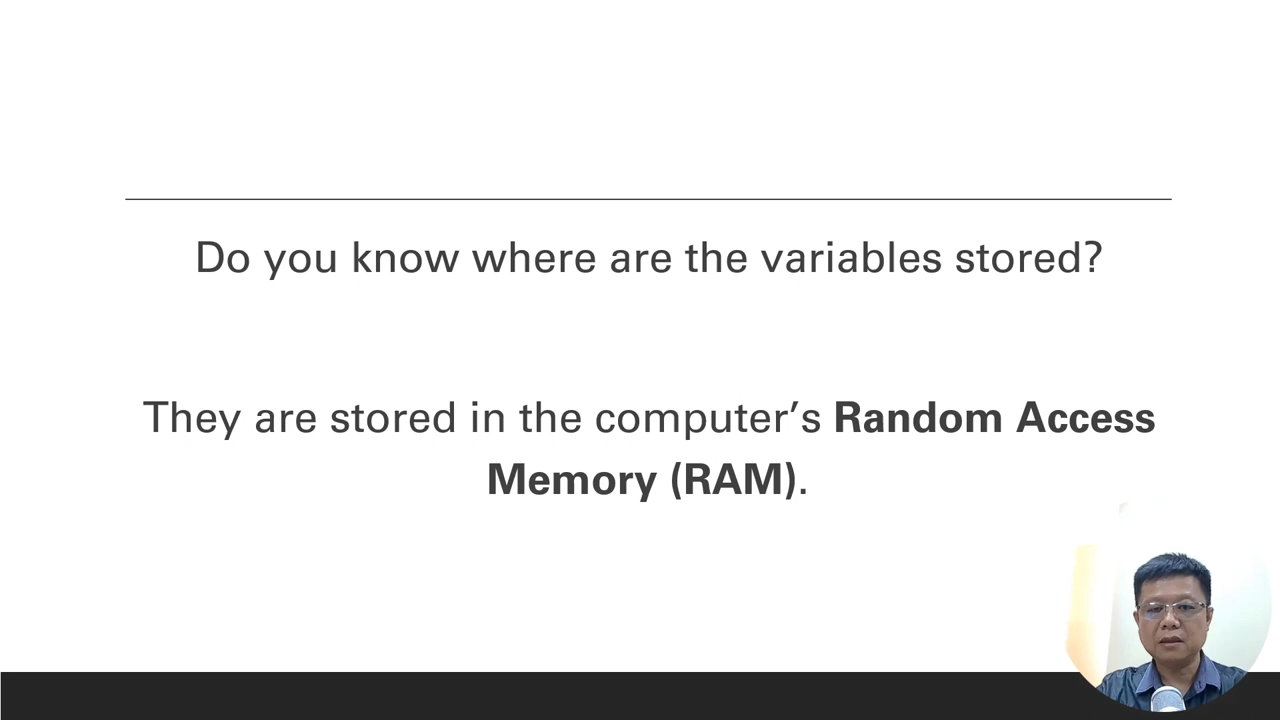 Do you know where are the variables stored?
They are stored in the computer’s Random Access
Memory (RAM).